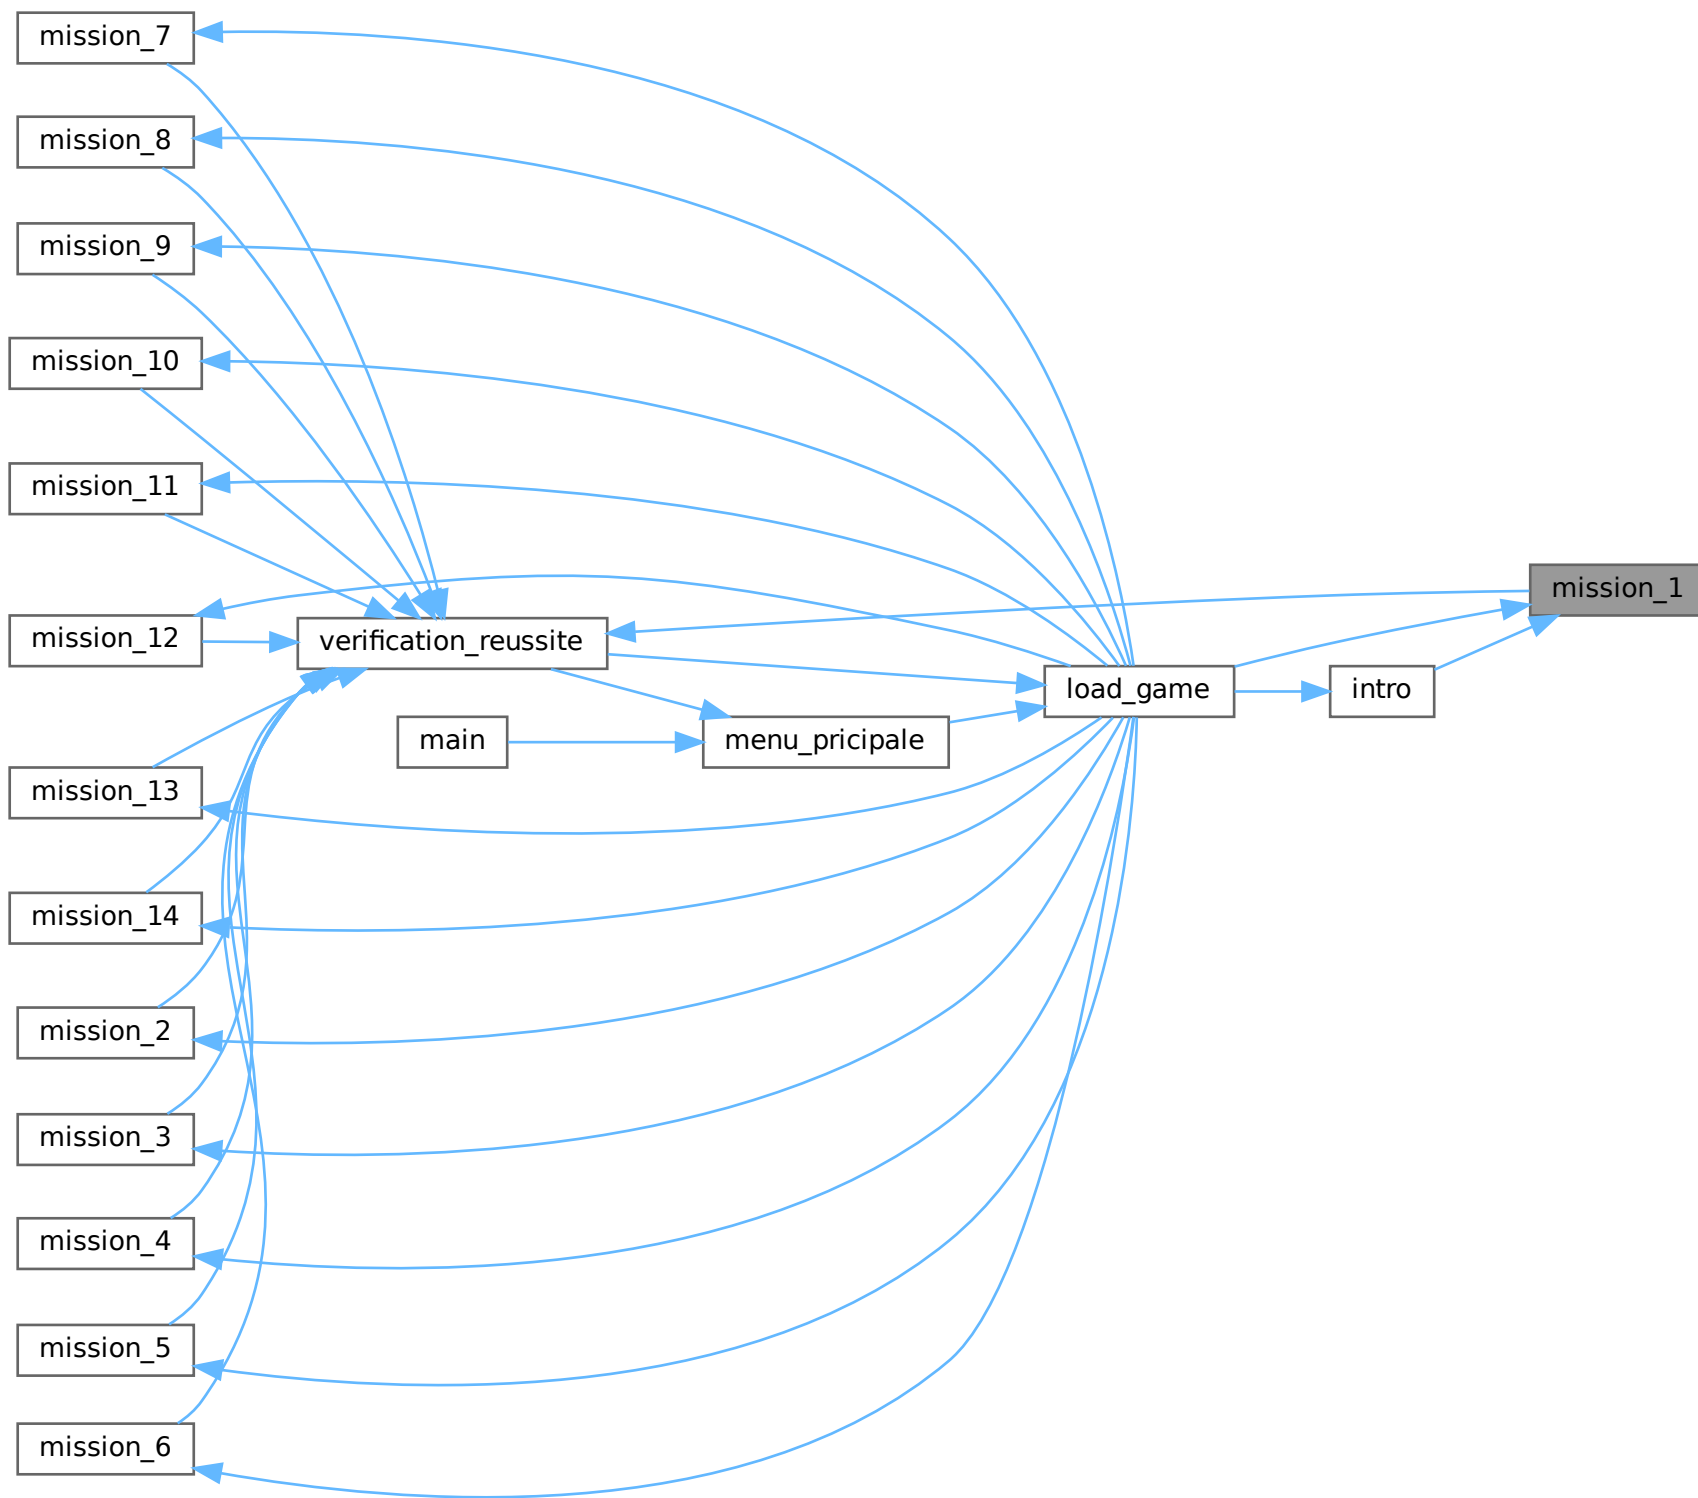 mission_7
mission_8
mission_9
mission_10
mission_11
mission_1
mission_12
verification_reussite
load_game
intro
main
menu_pricipale
mission_13
mission_14
mission_2
mission_3
mission_4
mission_5
mission_6